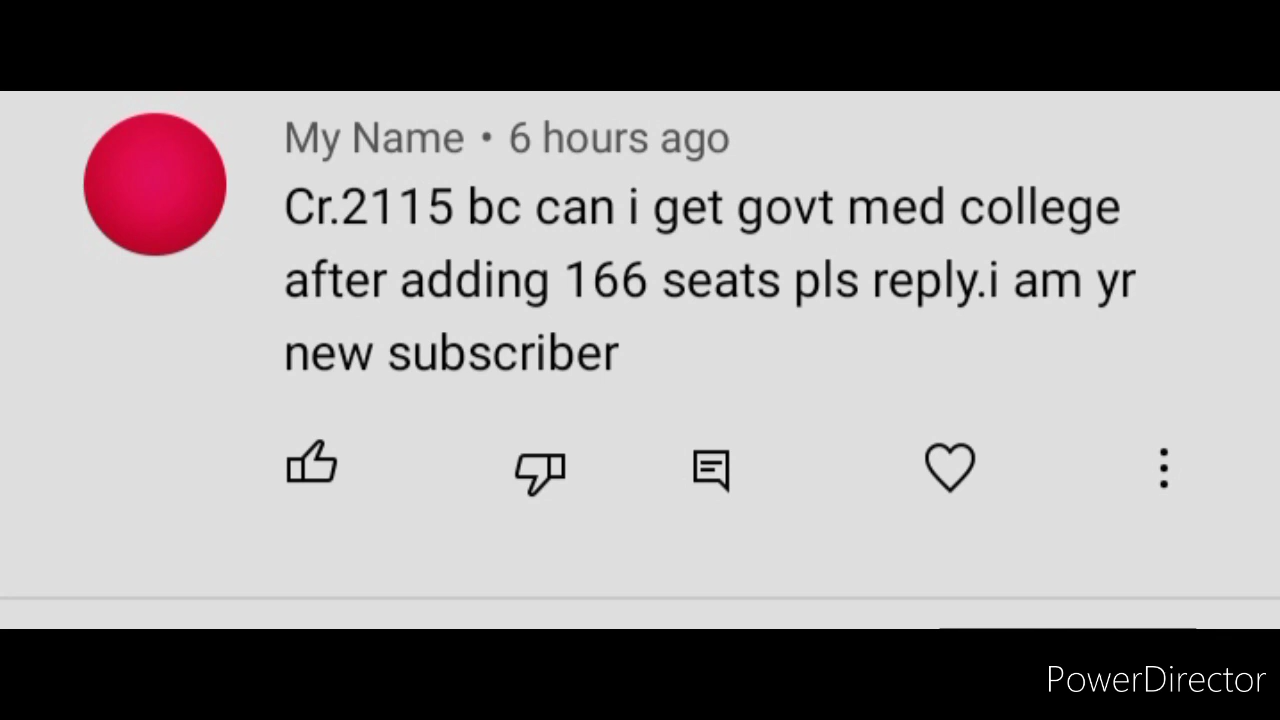 My Name • 6 hours ago
Cr.2115 bc can i get govt med college
after adding 166 seats pls reply.i am yr
new subscriber
PowerDirector